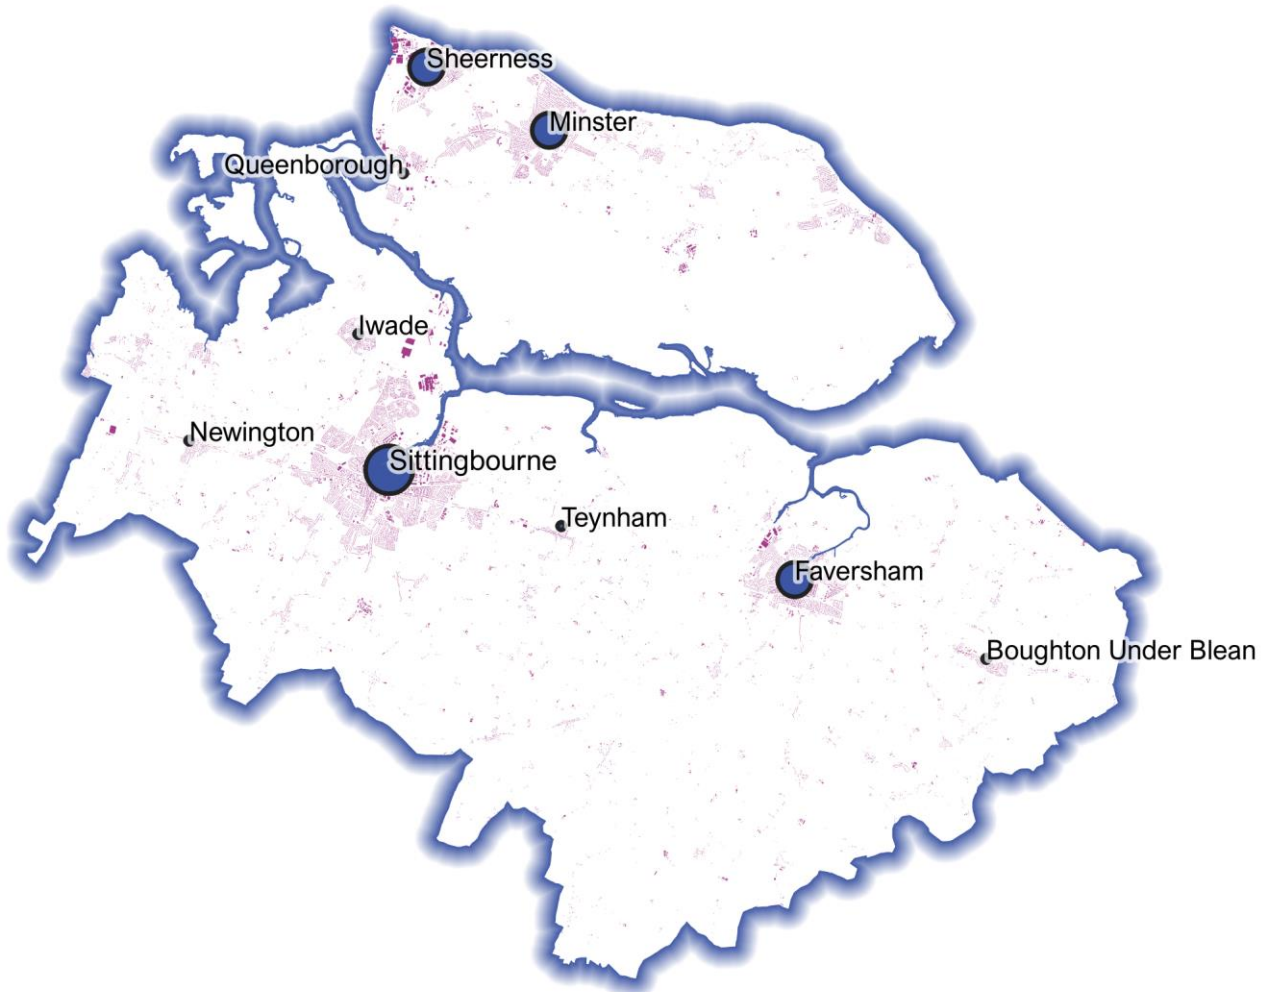 Sheerness
Minster
Queenborough
Iwade
Newington
Sittingbourne
Teynham
Faversham
Boughton Under Blean